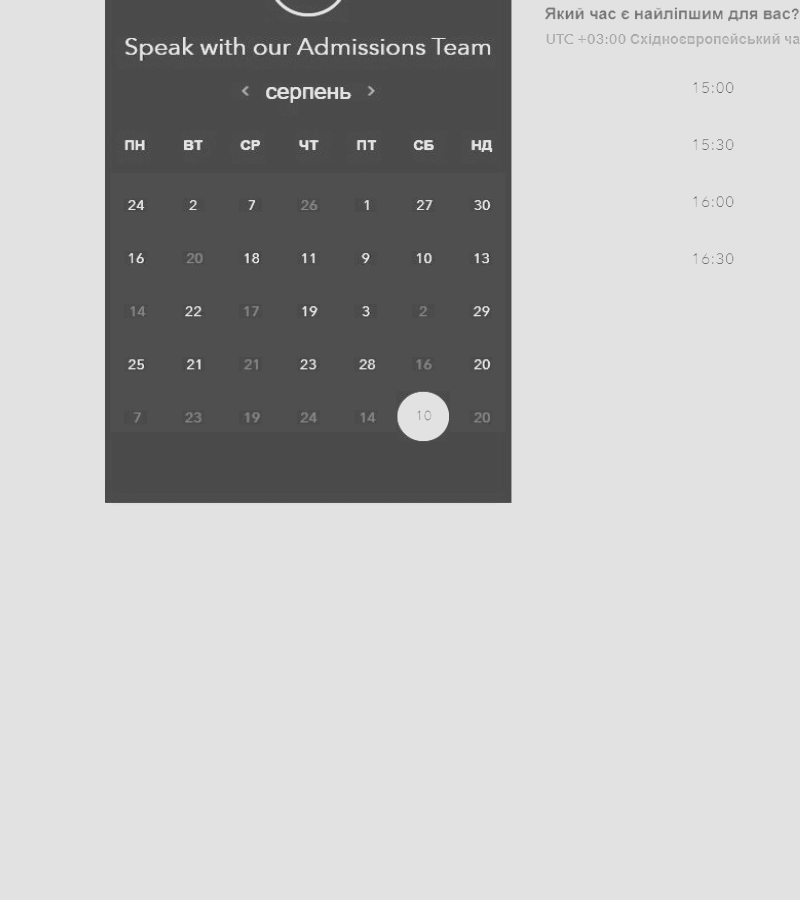 Speak with our Admissions Team
серпень
ПН ВТ СР ЧТ ПТ СБ НД
24 2 7 26 1 27 30
16 20 18 11 9 10 13
14 22 17 19 3 2 29
25 21 21 23 28 16 20
7 23 19 24 14 10 20
Який час є найліпшим для вас?
UTC +03:00 Східноєвропейський ча
15:00
15:30
16:00
16:30